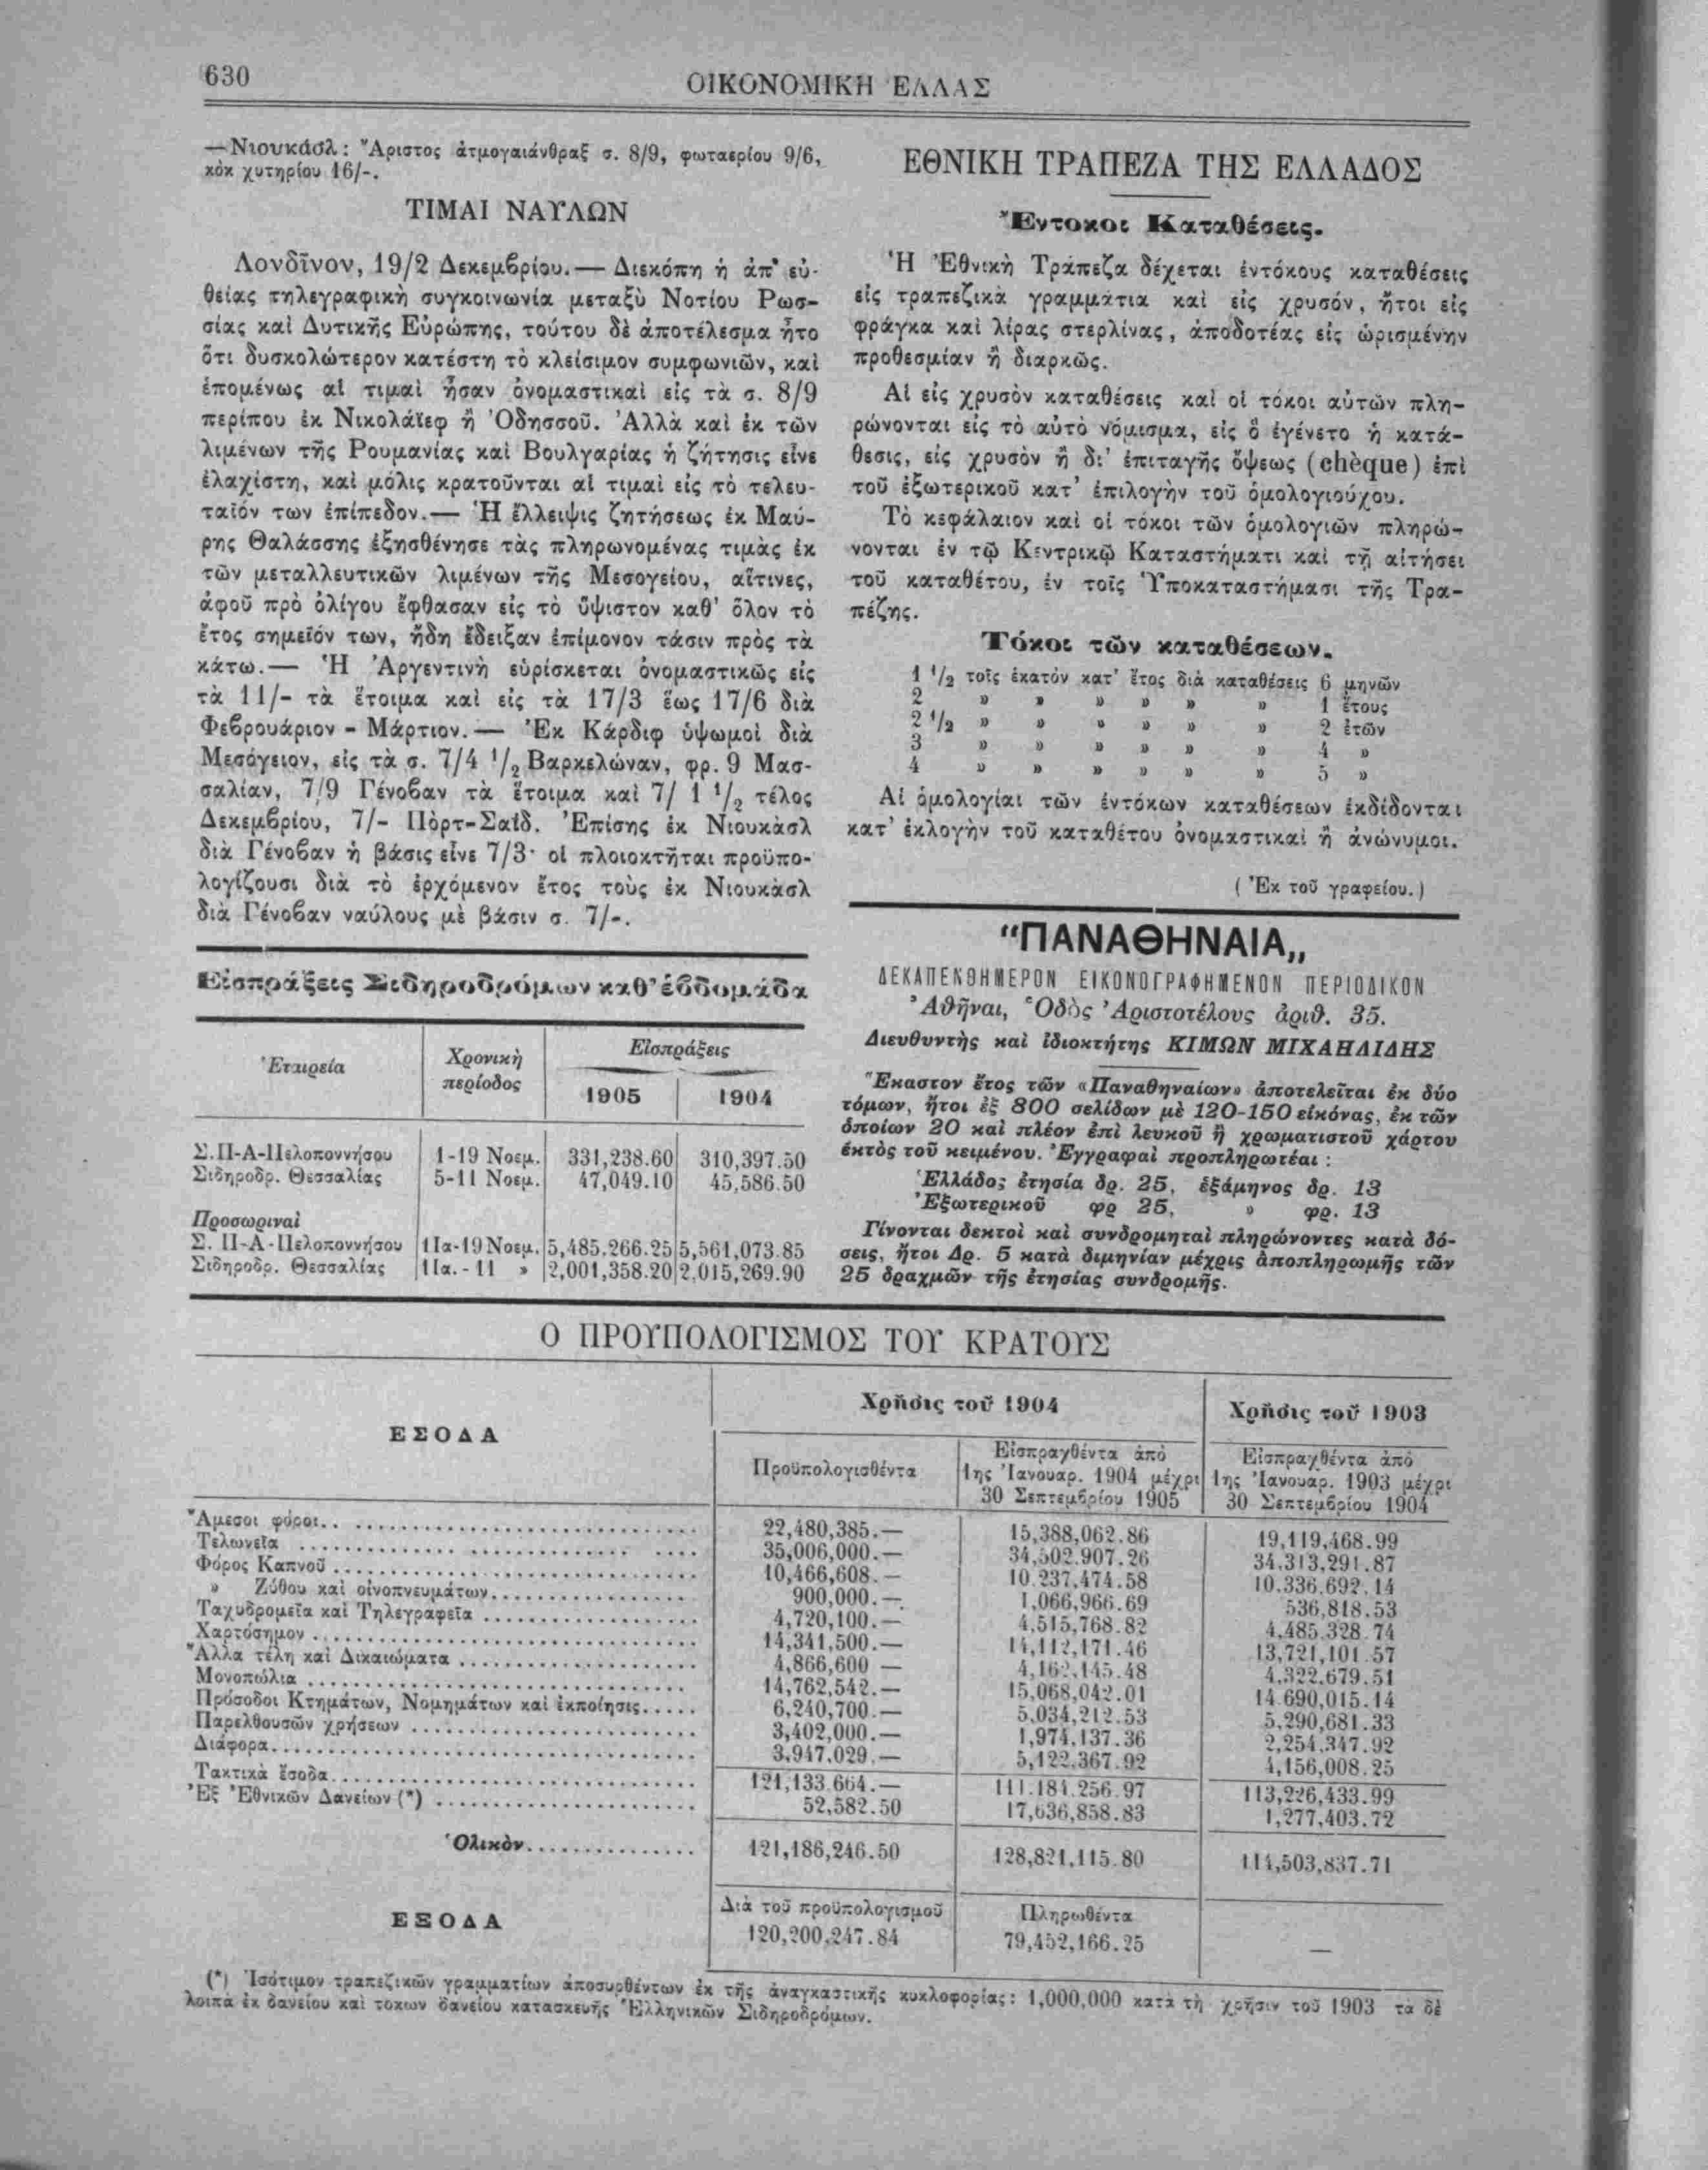 630
ΟΙΚΟΝΟΜΙΚΗ ΕΛΛΑΣ
—Νιουκάσλ: Ἄριστος ἀτμογαιάνθραξ σ. 8/9, φωταερίου 9/6,
κὸκ χυτηρίου 16/-.
ΤΙΜΑΙ ΝΑΥΛΩΝ
Λονδῖνον, 19/2 Δεκεμβρίου.— Διεκόπη ἡ ἀπ' εὐ-
θείας τηλεγραφικὴ συγκοινωνία μεταξὺ Νοτίου Ρωσ-
σίας καὶ Δυτικῆς Εὐρώπης, τούτου δὲ ἀποτέλεσμα ἦτο
ὅτι δυσκολώτερον κατέστη τὸ κλείσιμον συμφωνιῶν, καὶ
ἑπομένως αἱ τιμαὶ ἦσαν ὀνομαστικαὶ εἰς τὰ σ. 8/9
περίπου ἐκ Νικολάϊεφ ἢ Ὀδησσοῦ. Ἀλλὰ καὶ ἐκ τῶν
λιμένων τῆς Ρουμανίας καὶ Βουλγαρίας ἡ ζήτησις εἶνε
ἐλαχίστη, καὶ μόλις κρατοῦνται αἱ τιμαὶ εἰς τὸ τελευ-
ταῖόν των ἐπίπεδον.— Ἡ ἔλλειψις ζητήσεως ἐκ Μαύ-
ρης Θαλάσσης ἐξησθένησε τὰς πληρωνομένας τιμὰς ἐκ
τῶν μεταλλευτικῶν λιμένων τῆς Μεσογείου, αἵτινες,
ἀφοῦ πρὸ ὀλίγου ἔφθασαν εἰς τὸ ὕψιστον καθ' ὅλον τὸ
ἔτος σημεῖόν των, ἤδη ἔδειξαν ἐπίμονον τάσιν πρὸς τὰ
κάτω.— Ἡ Ἀργεντινὴ εὑρίσκεται ὀνομαστικῶς εἰς
τὰ 11/- τὰ ἕτοιμα καὶ εἰς τὰ 17/3 ἕως 17/6 διὰ
Φεβρουάριον - Μάρτιον.— Ἐκ Κάρδιφ ὑψωμοὶ διὰ
Μεσόγειον, εἰς τὰ σ. 7/4 1/2 Βαρκελώναν, φρ. 9 Μασ-
σαλίαν, 7/9 Γένοβαν τὰ ἕτοιμα καὶ 7/ 1 1/2 τέλος
Δεκεμβρίου, 7/- Πὸρτ-Σαΐδ. Ἐπίσης ἐκ Νιουκὰσλ
διὰ Γένοβαν ἡ βάσις εἶνε 7/3· οἱ πλοιοκτῆται προϋπο-
λογίζουσι διὰ τὸ ἐρχόμενον ἔτος τοὺς ἐκ Νιουκὰσλ
διὰ Γένοβαν ναύλους μὲ βάσιν σ. 7/-.
Εἰσπράξεις Σιδηροδρόμων καθ' ἑβδομάδα
Ἑταιρεία
Χρονικὴ
περίοδος
Εἰσπράξεις
1905
1904
Σ.Π-Α-Πελοποννήσου 1-19 Νοεμ. 331,238.60 310,397.50
Σιδηροδρ. Θεσσαλίας 5-11 Νοεμ. 47,049.10 45,586.50
Προσωριναὶ
Σ. Π-Α-Πελοποννήσου 1Ια-19Νοεμ. 5,485,266.25 5,561,073.85
Σιδηροδρ. Θεσσαλίας 1Ια.-11 » 2,001,358.20 2,015,269.90
ΕΘΝΙΚΗ ΤΡΑΠΕΖΑ ΤΗΣ ΕΛΛΑΔΟΣ
Ἔντοκοι Καταθέσεις.
Ἡ Ἐθνικὴ Τράπεζα δέχεται ἐντόκους καταθέσεις
εἰς τραπεζικὰ γραμμάτια καὶ εἰς χρυσόν, ἤτοι εἰς
φράγκα καὶ λίρας στερλίνας, ἀποδοτέας εἰς ὡρισμένην
προθεσμίαν ἢ διαρκῶς.
Αἱ εἰς χρυσὸν καταθέσεις καὶ οἱ τόκοι αὐτῶν πλη-
ρώνονται εἰς τὸ αὐτὸ νόμισμα, εἰς ὃ ἐγένετο ἡ κατά-
θεσις, εἰς χρυσὸν ἢ δι' ἐπιταγῆς ὄψεως (chèque) ἐπὶ
τοῦ ἐξωτερικοῦ κατ' ἐπιλογὴν τοῦ ὁμολογιούχου.
Τὸ κεφάλαιον καὶ οἱ τόκοι τῶν ὁμολογιῶν πληρώ-
νονται ἐν τῷ Κεντρικῷ Καταστήματι καὶ τῇ αἰτήσει
τοῦ καταθέτου, ἐν τοῖς Ὑποκαταστήμασι τῆς Τρα-
πέζης.
Τόκοι τῶν καταθέσεων.
1 1/2 τοῖς ἑκατὸν κατ' ἔτος διὰ καταθέσεις 6 μηνῶν
2 » » » » » » 1 ἔτους
2 1/2 » » » » » » 2 ἐτῶν
3 » » » » » » 4 »
4 » » » » » » 5 »
Αἱ ὁμολογίαι τῶν ἐντόκων καταθέσεων ἐκδίδονται
κατ' ἐκλογὴν τοῦ καταθέτου ὀνομαστικαὶ ἢ ἀνώνυμοι.
(Ἐκ τοῦ γραφείου.)
"ΠΑΝΑΘΗΝΑΙΑ„
ΔΕΚΑΠΕΝΘΗΜΕΡΟΝ ΕΙΚΟΝΟΓΡΑΦΗΜΕΝΟΝ ΠΕΡΙΟΔΙΚΟΝ
Ἀθῆναι, Ὁδὸς Ἀριστοτέλους ἀριθ. 35.
Διευθυντὴς καὶ ἰδιοκτήτης ΚΙΜΩΝ ΜΙΧΑΗΛΙΔΗΣ
Ἕκαστον ἔτος τῶν «Παναθηναίων» ἀποτελεῖται ἐκ δύο
τόμων, ἤτοι ἐξ 800 σελίδων μὲ 120-150 εἰκόνας, ἐκ τῶν
ὁποίων 20 καὶ πλέον ἐπὶ λευκοῦ ἢ χρωματιστοῦ χάρτου
ἐκτὸς τοῦ κειμένου. Ἐγγραφαὶ προπληρωτέαι:
Ἑλλάδος ἐτησία δρ. 25, ἑξάμηνος δρ. 13
Ἐξωτερικοῦ φρ 25, » φρ. 13
Γίνονται δεκτοὶ καὶ συνδρομηταὶ πληρώνοντες κατὰ δό-
σεις, ἤτοι Δρ. 5 κατὰ διμηνίαν μέχρις ἀποπληρωμῆς τῶν
25 δραχμῶν τῆς ἐτησίας συνδρομῆς.
Ο ΠΡΟΥΠΟΛΟΓΙΣΜΟΣ ΤΟΥ ΚΡΑΤΟΥΣ
ΕΣΟΔΑ
Χρῆσις τοῦ 1904
Χρῆσις τοῦ 1903
Προϋπολογισθέντα
Εἰσπραχθέντα ἀπὸ
1ης Ἰανουαρ. 1904 μέχρι
30 Σεπτεμβρίου 1905
Εἰσπραχθέντα ἀπὸ
1ης Ἰανουαρ. 1903 μέχρι
30 Σεπτεμβρίου 1904
Ἄμεσοι φόροι 22,480,385.— 15,388,062.86 19,119,468.99
Τελωνεῖα 35,006,000.— 34,502.907.26 34.313,291.87
Φόρος Καπνοῦ 10,466,608.— 10.237,474.58 10.336,692.14
» Ζύθου καὶ οἰνοπνευμάτων 900,000.— 1,066,966.69 536,818.53
Ταχυδρομεῖα καὶ Τηλεγραφεῖα 4,720,100.— 4,515,768.82 4,485.328.74
Χαρτόσημον 14,341,500.— 14,112,171.46 13,721,101.57
Ἄλλα τέλη καὶ Δικαιώματα 4,866,600 — 4,162,145.48 4,322,679.51
Μονοπώλια 14,762,542.— 15,068,042.01 14.690,015.14
Πρόσοδοι Κτημάτων, Νομημάτων καὶ ἐκποίησις 6,240,700.— 5,034,212.53 5,290,681.33
Παρελθουσῶν χρήσεων 3,402,000.— 1,974,137.36 2,254,347.92
Διάφορα 3,947,029.— 5,122,367.92 4,156,008.25
Τακτικὰ ἔσοδα 121,133,664.— 111.184,256.97 113,226,433.99
Ἐξ Ἐθνικῶν Δανείων (*) 52,582.50 17,636,858.83 1,277,403.72
Ὁλικὸν 121,186,246.50 128,821,115.80 114,503,837.71
ΕΞΟΔΑ
Διὰ τοῦ προϋπολογισμοῦ
120,200,247.84
Πληρωθέντα
79,452,166.25
—
(*) Ἰσότιμον τραπεζικῶν γραμματίων ἀποσυρθέντων ἐκ τῆς ἀναγκαστικῆς κυκλοφορίας: 1,000,000 κατὰ τὴ χρῆσιν τοῦ 1903 τὰ δὲ
λοιπὰ ἐκ δανείου καὶ τόκων δανείου κατασκευῆς Ἑλληνικῶν Σιδηροδρόμων.